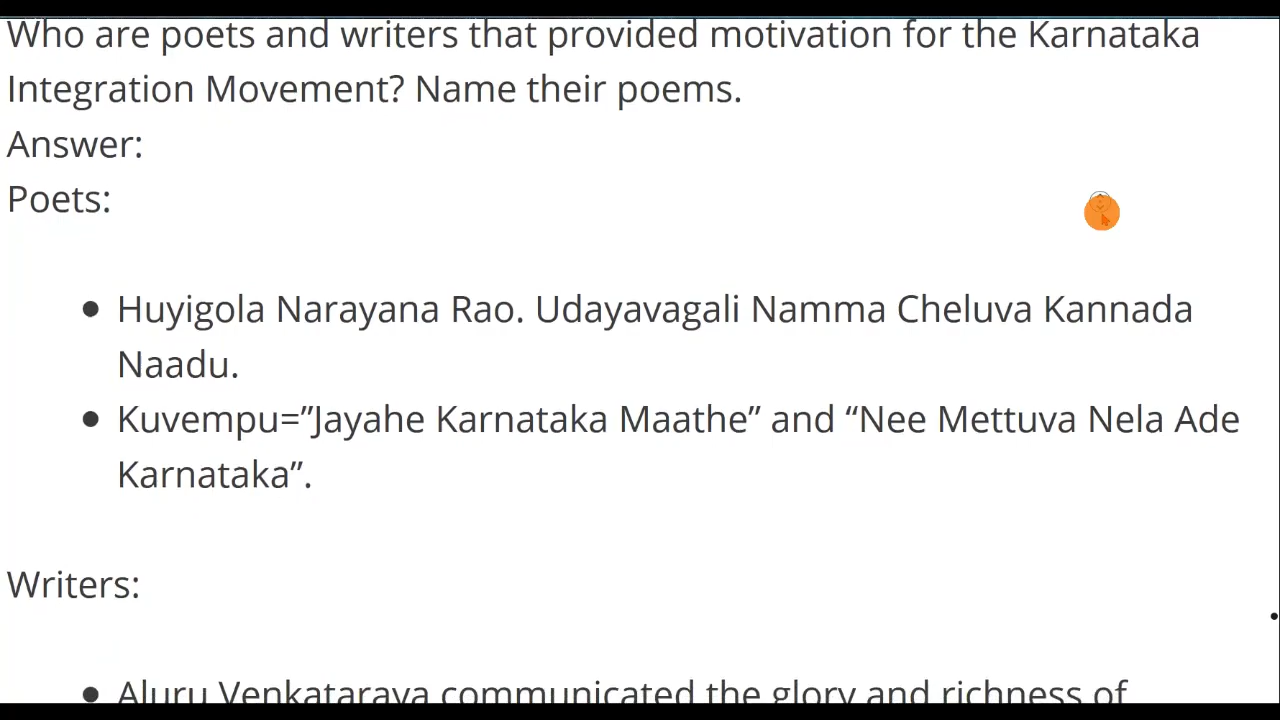 Who are poets and writers that provided motivation for the Karnataka
Integration Movement? Name their poems.
Answer:
Poets:
● Huyigola Narayana Rao. Udayavagali Namma Cheluva Kannada
Naadu.
● Kuvempu=”Jayahe Karnataka Maathe” and “Nee Mettuva Nela Ade
Karnataka”.
Writers:
● Aluru Venkataraya communicated the glory and richness of